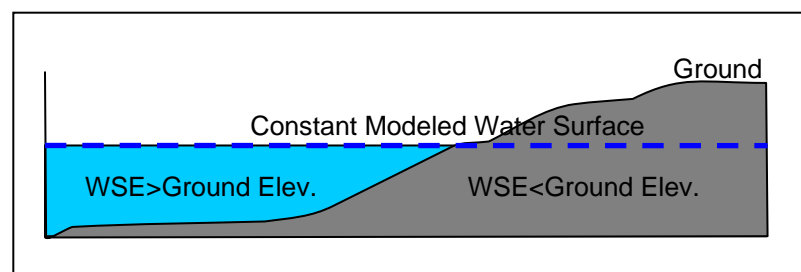 Ground
Constant Modeled Water Surface
WSE>Ground Elev.
WSE<Ground Elev.